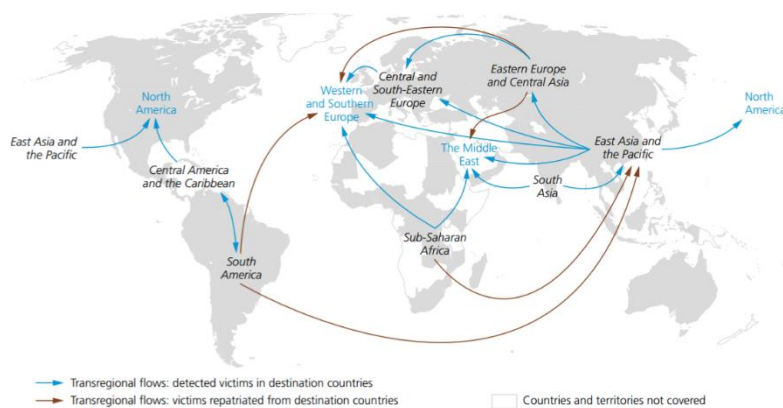 Eastern Europe
and Central Asia
Central and
South-Eastern
Europe
Western
and Southern
Europe
North
America
North
America
East Asia and
the Pacific
The Middle
East
East Asia and
the Pacific
Central America
and the Caribbean
South
Asia
Sub-Saharan
Africa
South
America
Transregional flows: detected victims in destination countries
Transregional flows: victims repatriated from destination countries
Countries and territories not covered